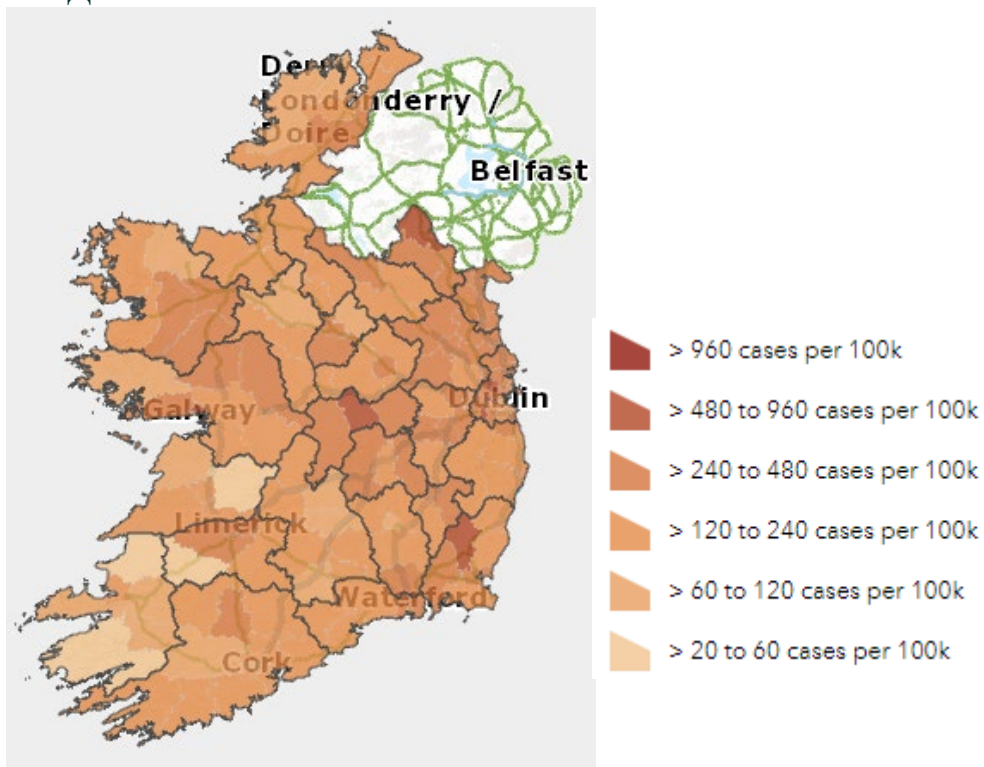 Derry /
Londonderry /
Doire
Belfast
Dublin
Galway
Limerick
Waterford
Cork
> 960 cases per 100k
> 480 to 960 cases per 100k
> 240 to 480 cases per 100k
> 120 to 240 cases per 100k
> 60 to 120 cases per 100k
> 20 to 60 cases per 100k